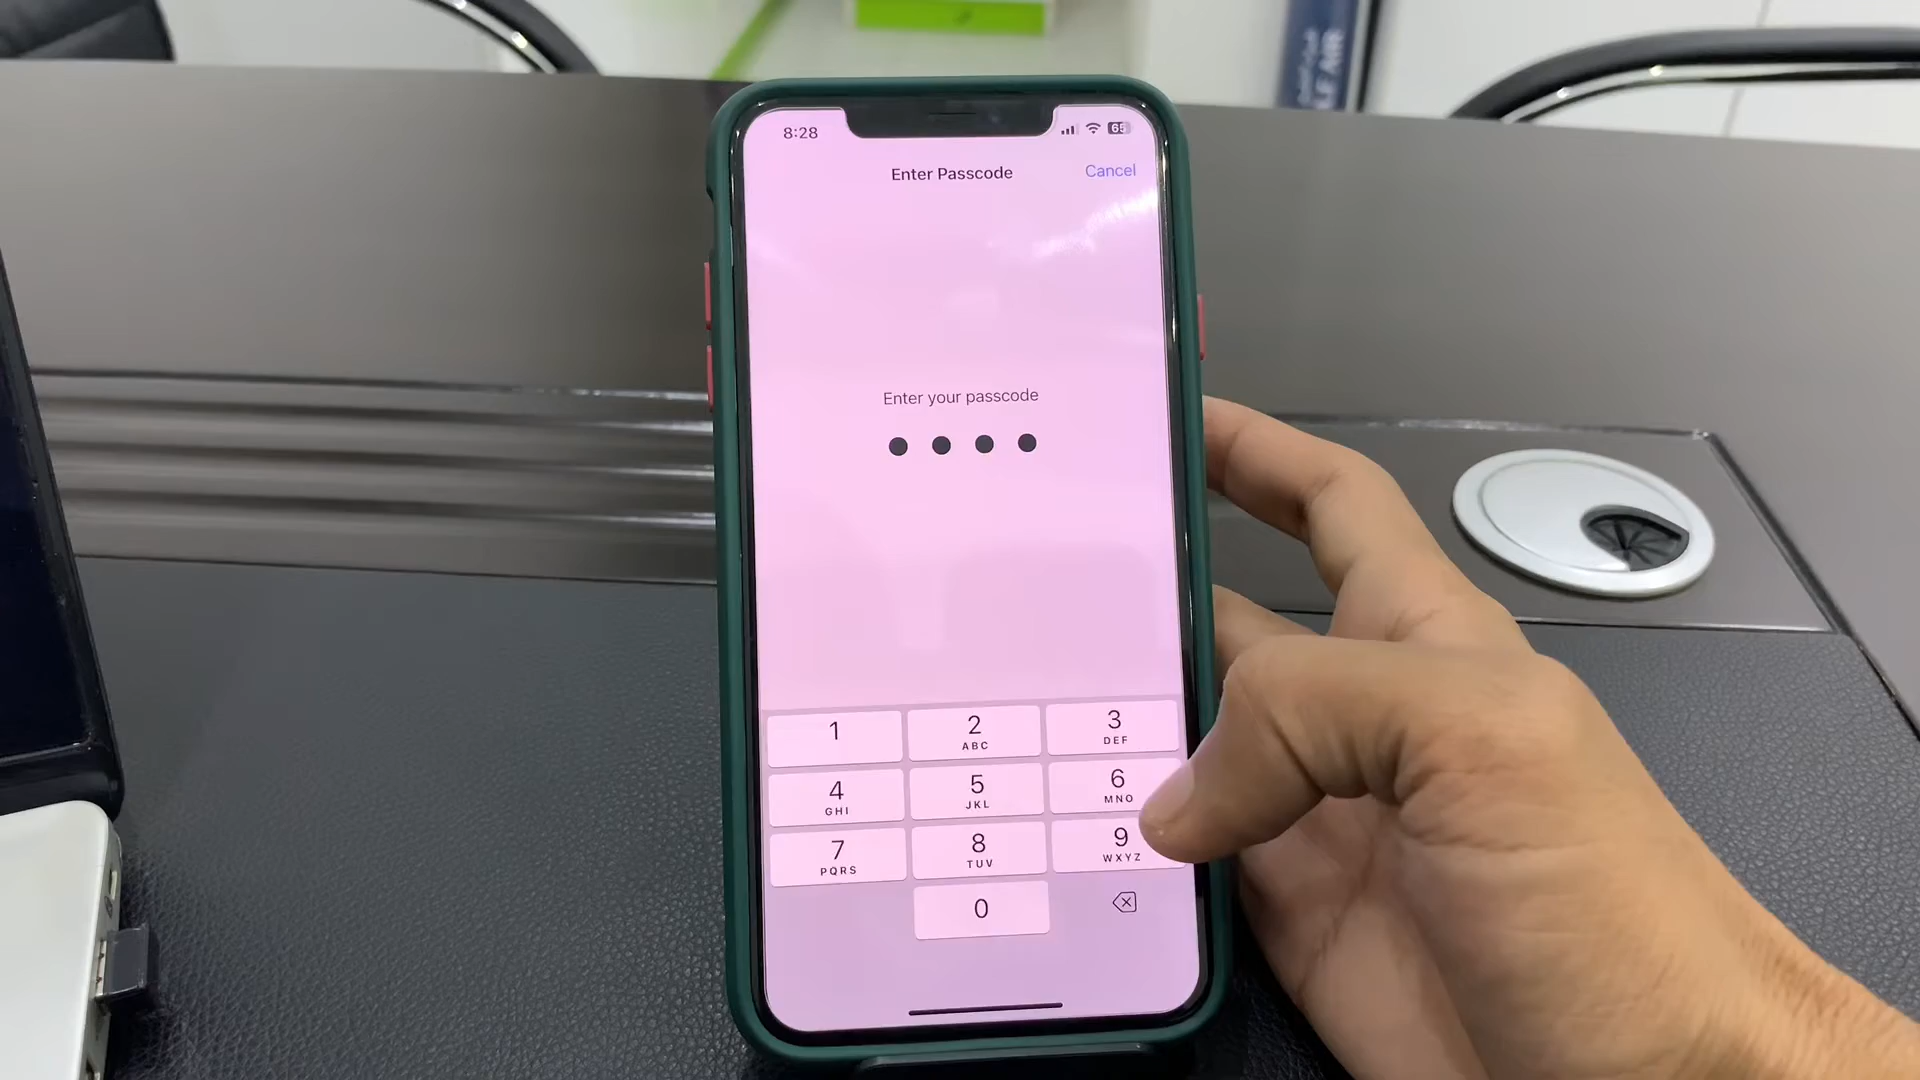 8:28
65
Enter Passcode
Cancel
Enter your passcode
1
2
ABC
3
DEF
4
GHI
5
JKL
6
MNO
7
PQRS
8
TUV
9
WXYZ
0